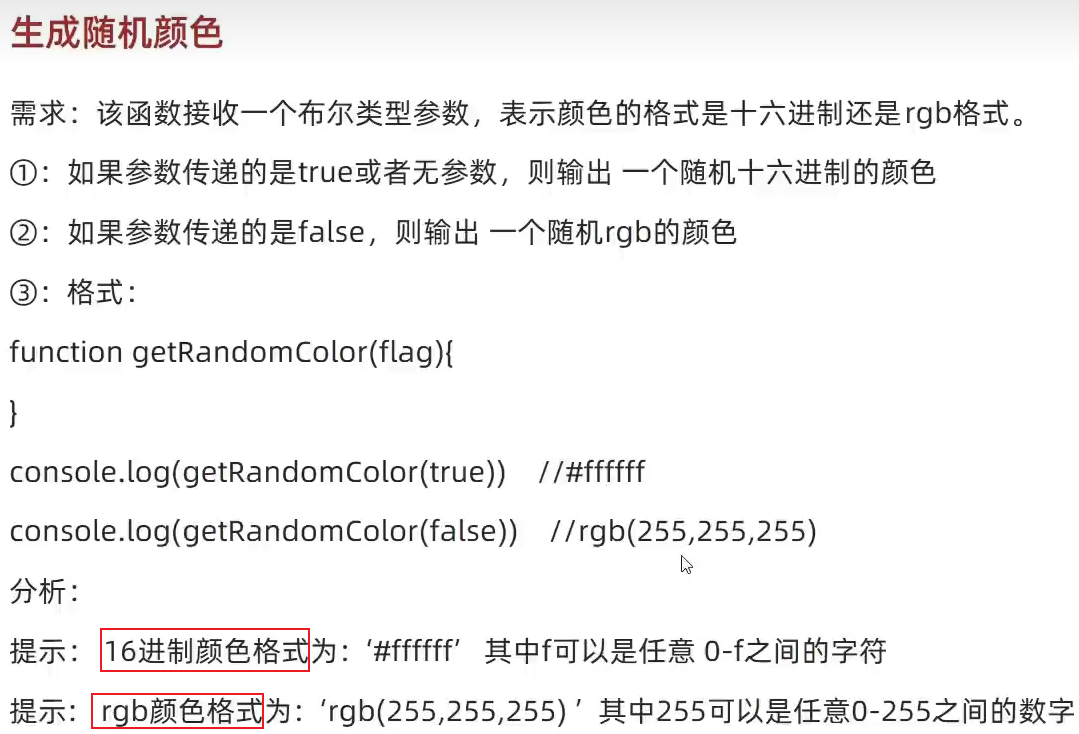 生成随机颜色
需求：该函数接收一个布尔类型参数，表示颜色的格式是十六进制还是rgb格式。
①：如果参数传递的是true或者无参数，则输出 一个随机十六进制的颜色
②：如果参数传递的是false，则输出 一个随机rgb的颜色
③：格式：
function getRandomColor(flag){
}
console.log(getRandomColor(true)) //#ffffff
console.log(getRandomColor(false)) //rgb(255,255,255)
分析：
提示： 16进制颜色格式为：‘#ffffff’ 其中f可以是任意 0-f之间的字符
提示： rgb颜色格式为：‘rgb(255,255,255) ’ 其中255可以是任意0-255之间的数字